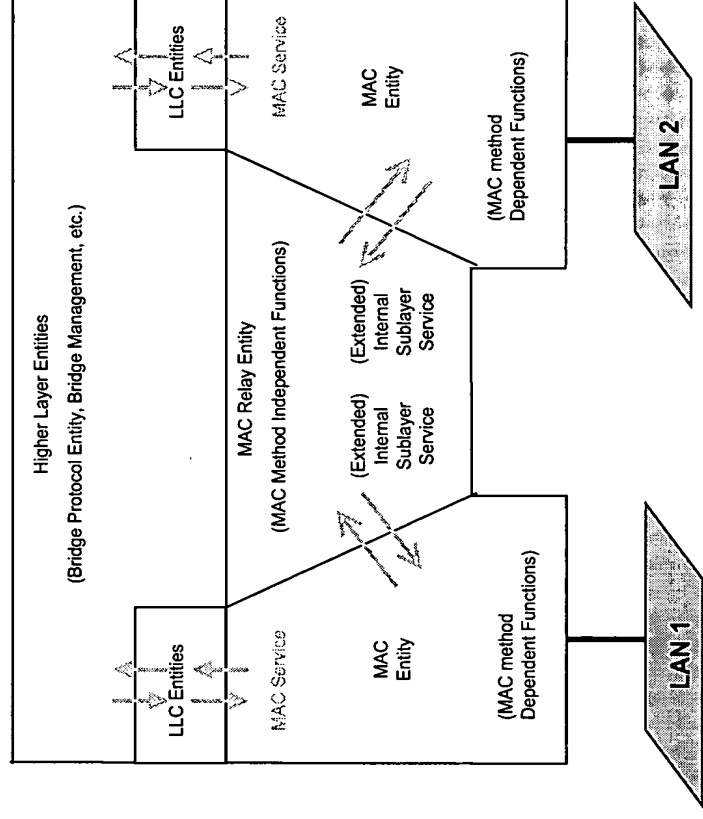 Higher Layer Entities
(Bridge Protocol Entity, Bridge Management, etc.)
LLC Entities
LLC Entities
MAC Service
MAC Service
MAC Relay Entity
(MAC Method Independent Functions)
MAC
Entity
MAC
Entity
(Extended)
Internal
Sublayer
Service
(Extended)
Internal
Sublayer
Service
(MAC method
Dependent Functions)
(MAC method
Dependent Functions)
LAN 1
LAN 2